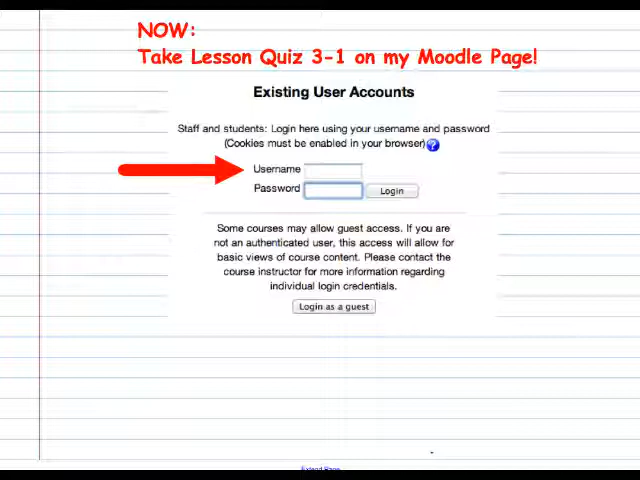 NOW:
Take Lesson Quiz 3-1 on my Moodle Page!
Existing User Accounts
Staff and students: Login here using your username and password
(Cookies must be enabled in your browser) ?
Username
Password Login
Some courses may allow guest access. If you are
not an authenticated user, this access will allow for
basic views of course content. Please contact the
course instructor for more information regarding
individual login credentials.
Login as a guest
Extend Page